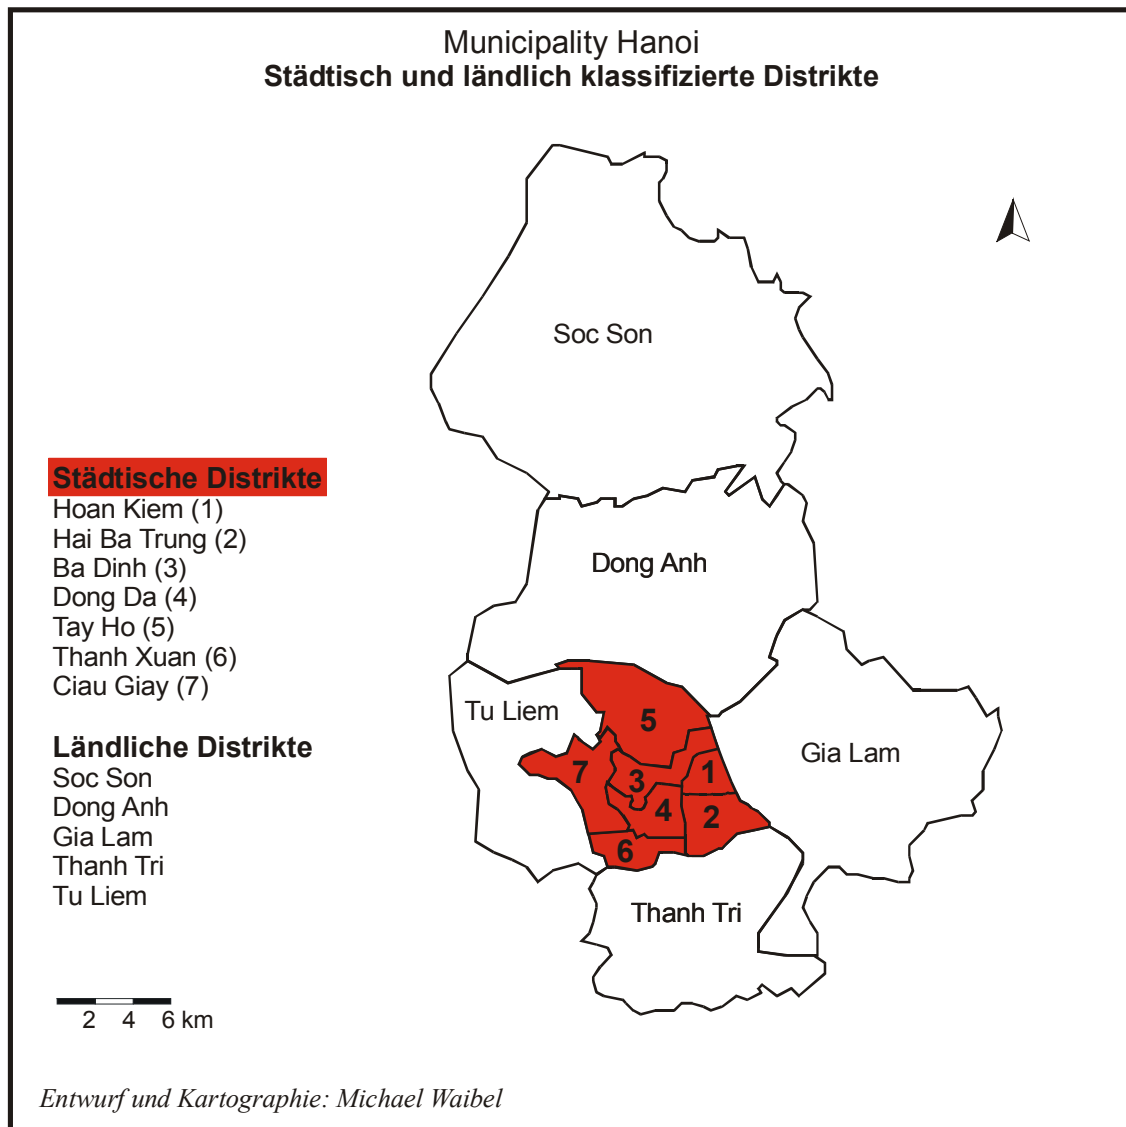 Municipality Hanoi
Städtisch und ländlich klassifizierte Distrikte
Soc Son
Städtische Distrikte
Hoan Kiem (1)
Hai Ba Trung (2)
Ba Dinh (3)
Dong Da (4)
Tay Ho (5)
Thanh Xuan (6)
Ciau Giay (7)
Dong Anh
Tu Liem
5
Gia Lam
7
3
1
4
2
6
Thanh Tri
Ländliche Distrikte
Soc Son
Dong Anh
Gia Lam
Thanh Tri
Tu Liem
2 4 6 km
Entwurf und Kartographie: Michael Waibel